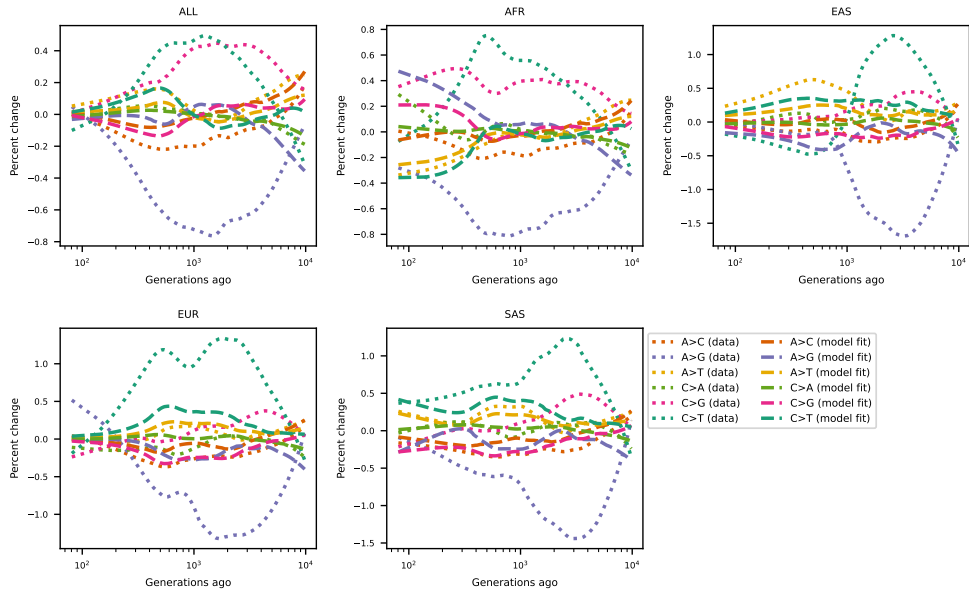 ALL
AFR
EAS
0.4
0.2
0.0
−0.2
−0.4
−0.6
−0.8
Percent change
10²
10³
10⁴
Generations ago
0.8
0.6
0.4
0.2
0.0
−0.2
−0.4
−0.6
−0.8
Percent change
10²
10³
10⁴
Generations ago
1.0
0.5
0.0
−0.5
−1.0
−1.5
Percent change
10²
10³
10⁴
Generations ago
EUR
SAS
1.0
0.5
0.0
−0.5
−1.0
Percent change
10²
10³
10⁴
Generations ago
1.0
0.5
0.0
−0.5
−1.0
−1.5
Percent change
10²
10³
10⁴
Generations ago
A>C (data)
A>G (data)
A>T (data)
C>A (data)
C>G (data)
C>T (data)
A>C (model fit)
A>G (model fit)
A>T (model fit)
C>A (model fit)
C>G (model fit)
C>T (model fit)